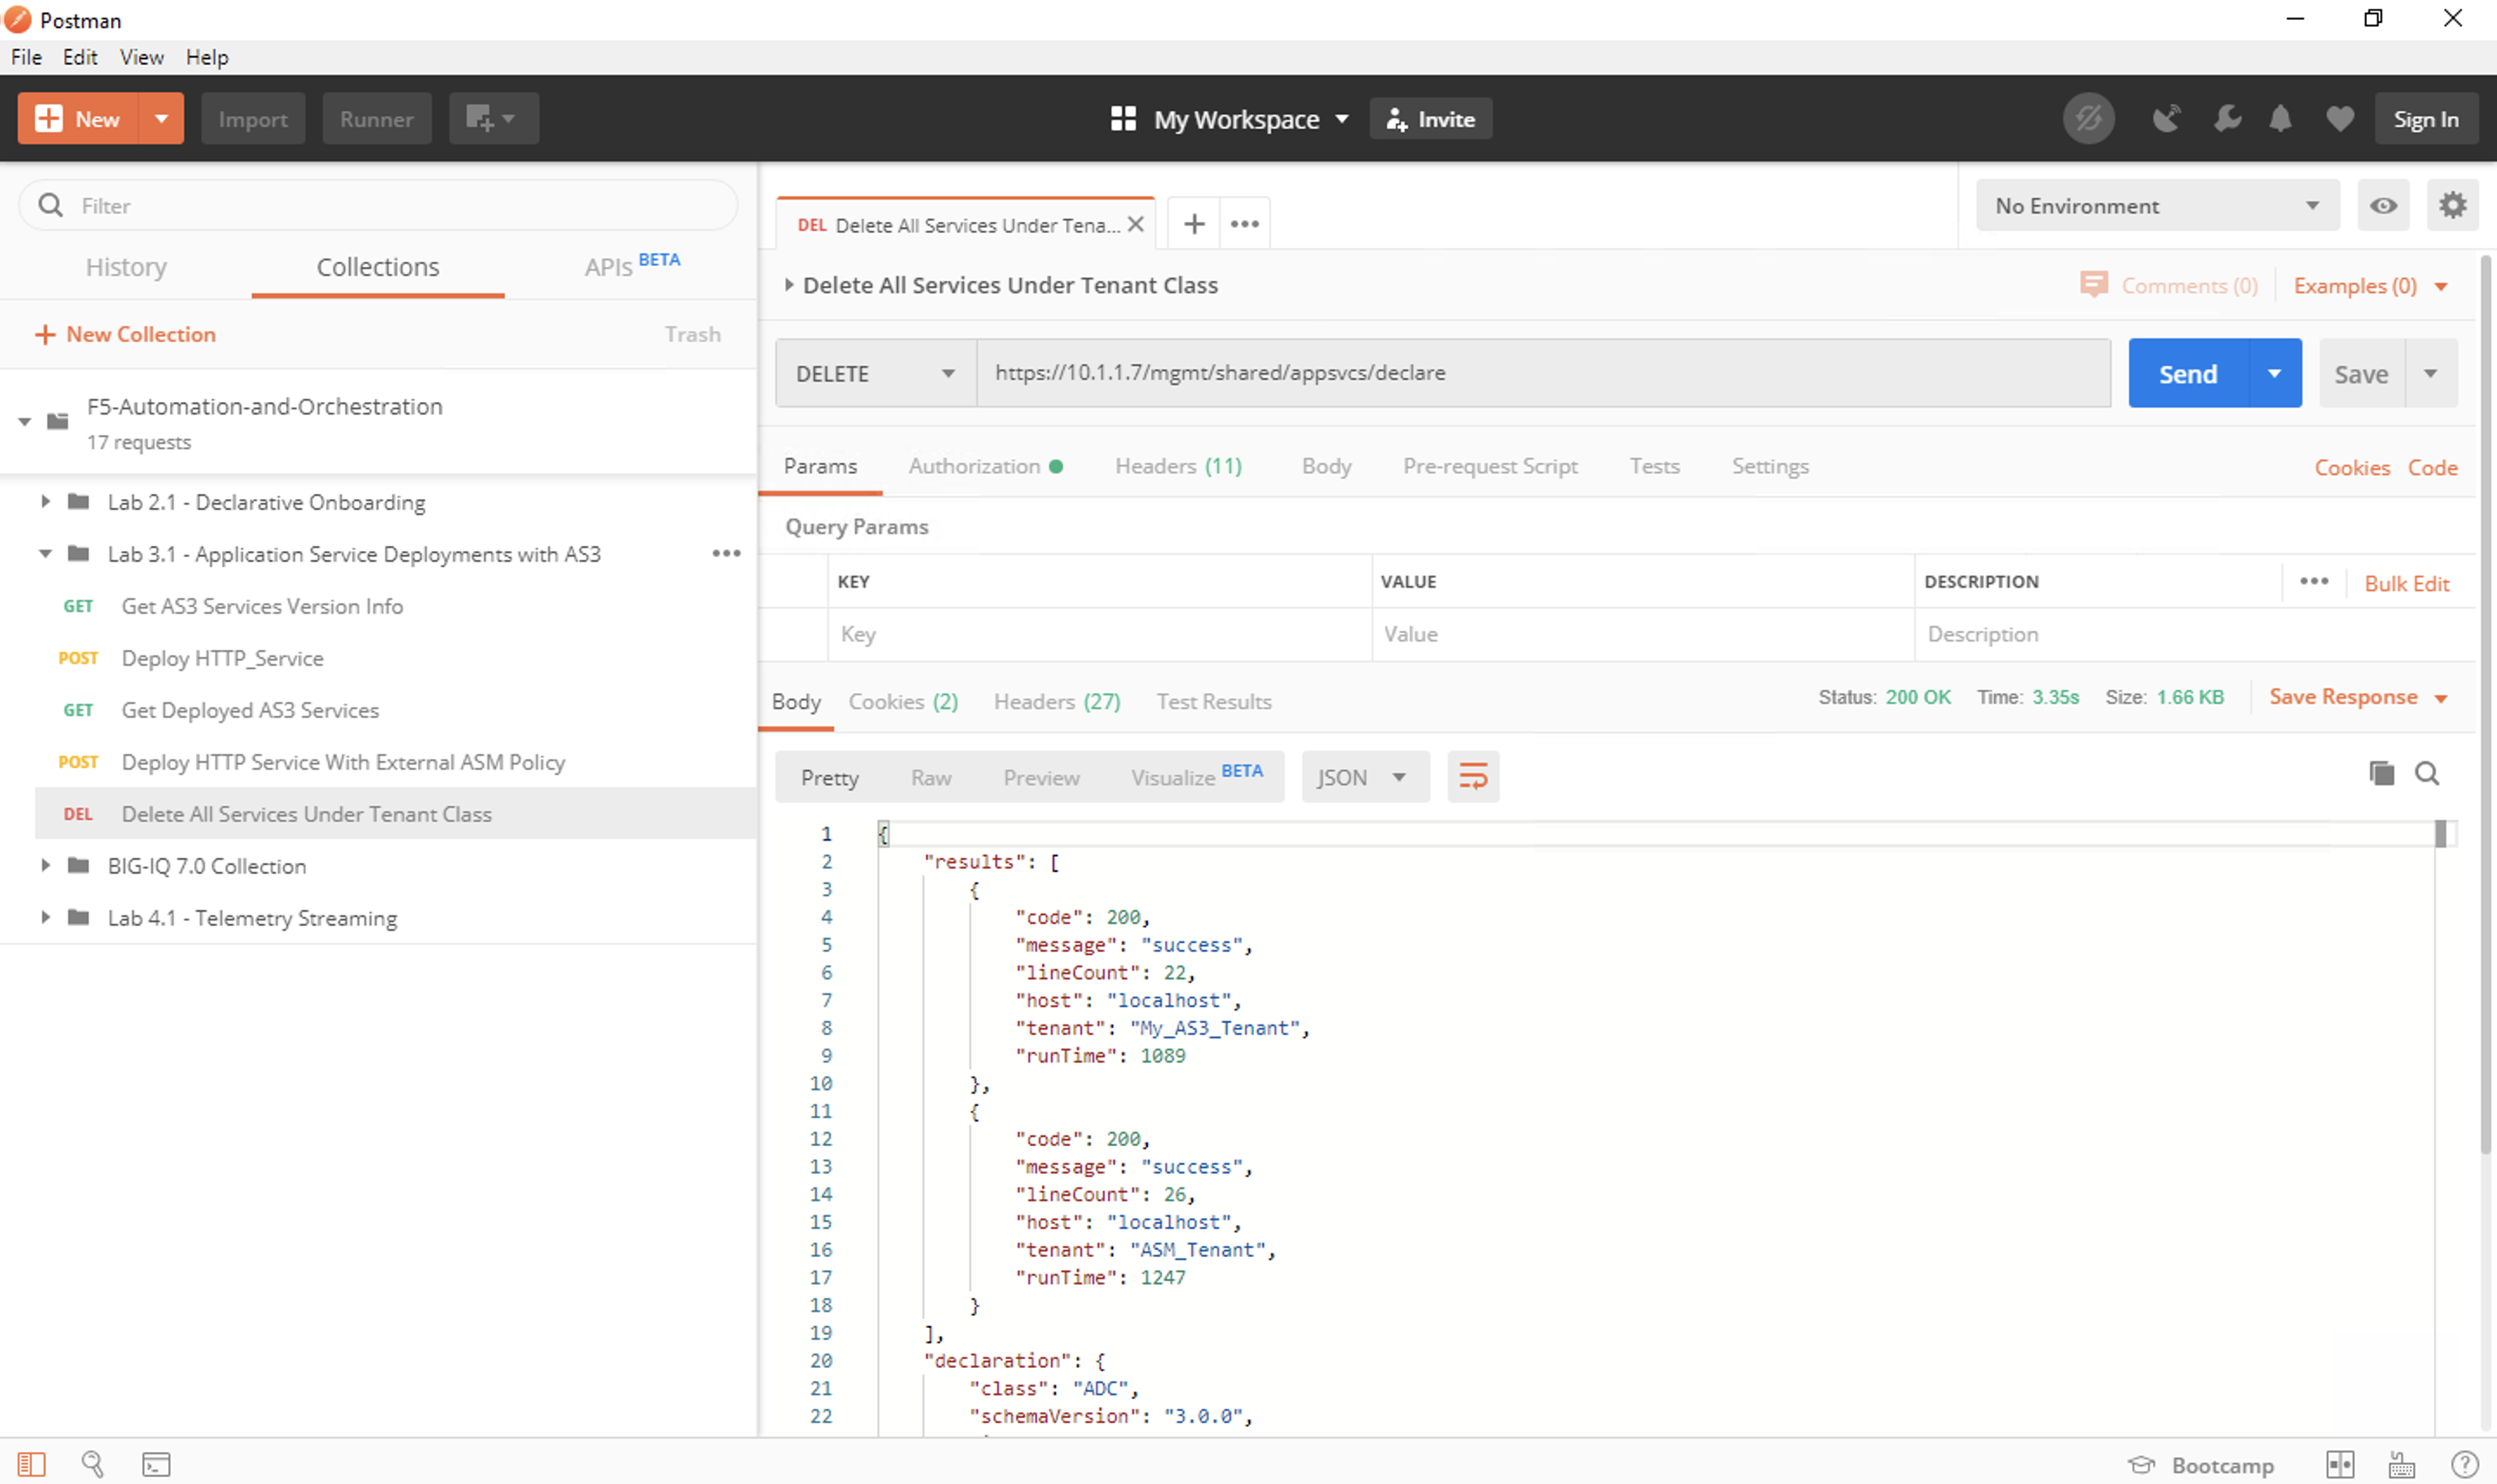 Postman
File Edit View Help
New Import Runner My Workspace Invite Sign In
Filter
History Collections APIs BETA
+ New Collection Trash
F5-Automation-and-Orchestration
17 requests
Lab 2.1 - Declarative Onboarding
Lab 3.1 - Application Service Deployments with AS3
GET Get AS3 Services Version Info
POST Deploy HTTP_Service
GET Get Deployed AS3 Services
POST Deploy HTTP Service With External ASM Policy
DEL Delete All Services Under Tenant Class
BIG-IQ 7.0 Collection
Lab 4.1 - Telemetry Streaming
DEL Delete All Services Under Tena...
No Environment
Delete All Services Under Tenant Class
Comments (0) Examples (0)
DELETE https://10.1.1.7/mgmt/shared/appsvcs/declare Send Save
Params Authorization Headers (11) Body Pre-request Script Tests Settings Cookies Code
Query Params
KEY VALUE DESCRIPTION Bulk Edit
Key Value Description
Body Cookies (2) Headers (27) Test Results Status: 200 OK Time: 3.35s Size: 1.66 KB Save Response
Pretty Raw Preview Visualize BETA JSON
1 {
2 "results": [
3 {
4 "code": 200,
5 "message": "success",
6 "lineCount": 22,
7 "host": "localhost",
8 "tenant": "My_AS3_Tenant",
9 "runTime": 1089
10 },
11 {
12 "code": 200,
13 "message": "success",
14 "lineCount": 26,
15 "host": "localhost",
16 "tenant": "ASM_Tenant",
17 "runTime": 1247
18 }
19 ],
20 "declaration": {
21 "class": "ADC",
22 "schemaVersion": "3.0.0",
Bootcamp